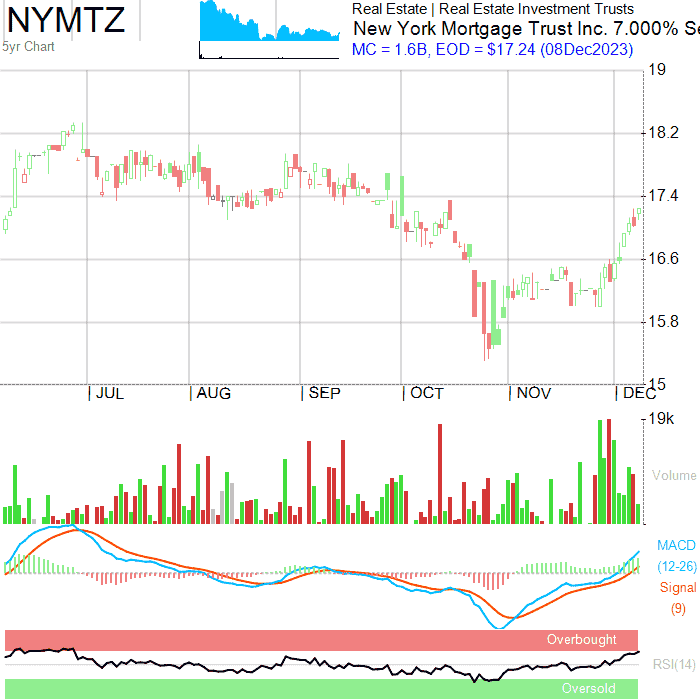 NYMTZ
5yr Chart
Real Estate | Real Estate Investment Trusts
New York Mortgage Trust Inc. 7.000% Se
MC = 1.6B, EOD = $17.24 (08Dec2023)
19
18.2
17.4
16.6
15.8
15
JUL AUG SEP OCT NOV DEC
19k
Volume
MACD
(12-26)
Signal
(9)
Overbought
RSI(14)
Oversold